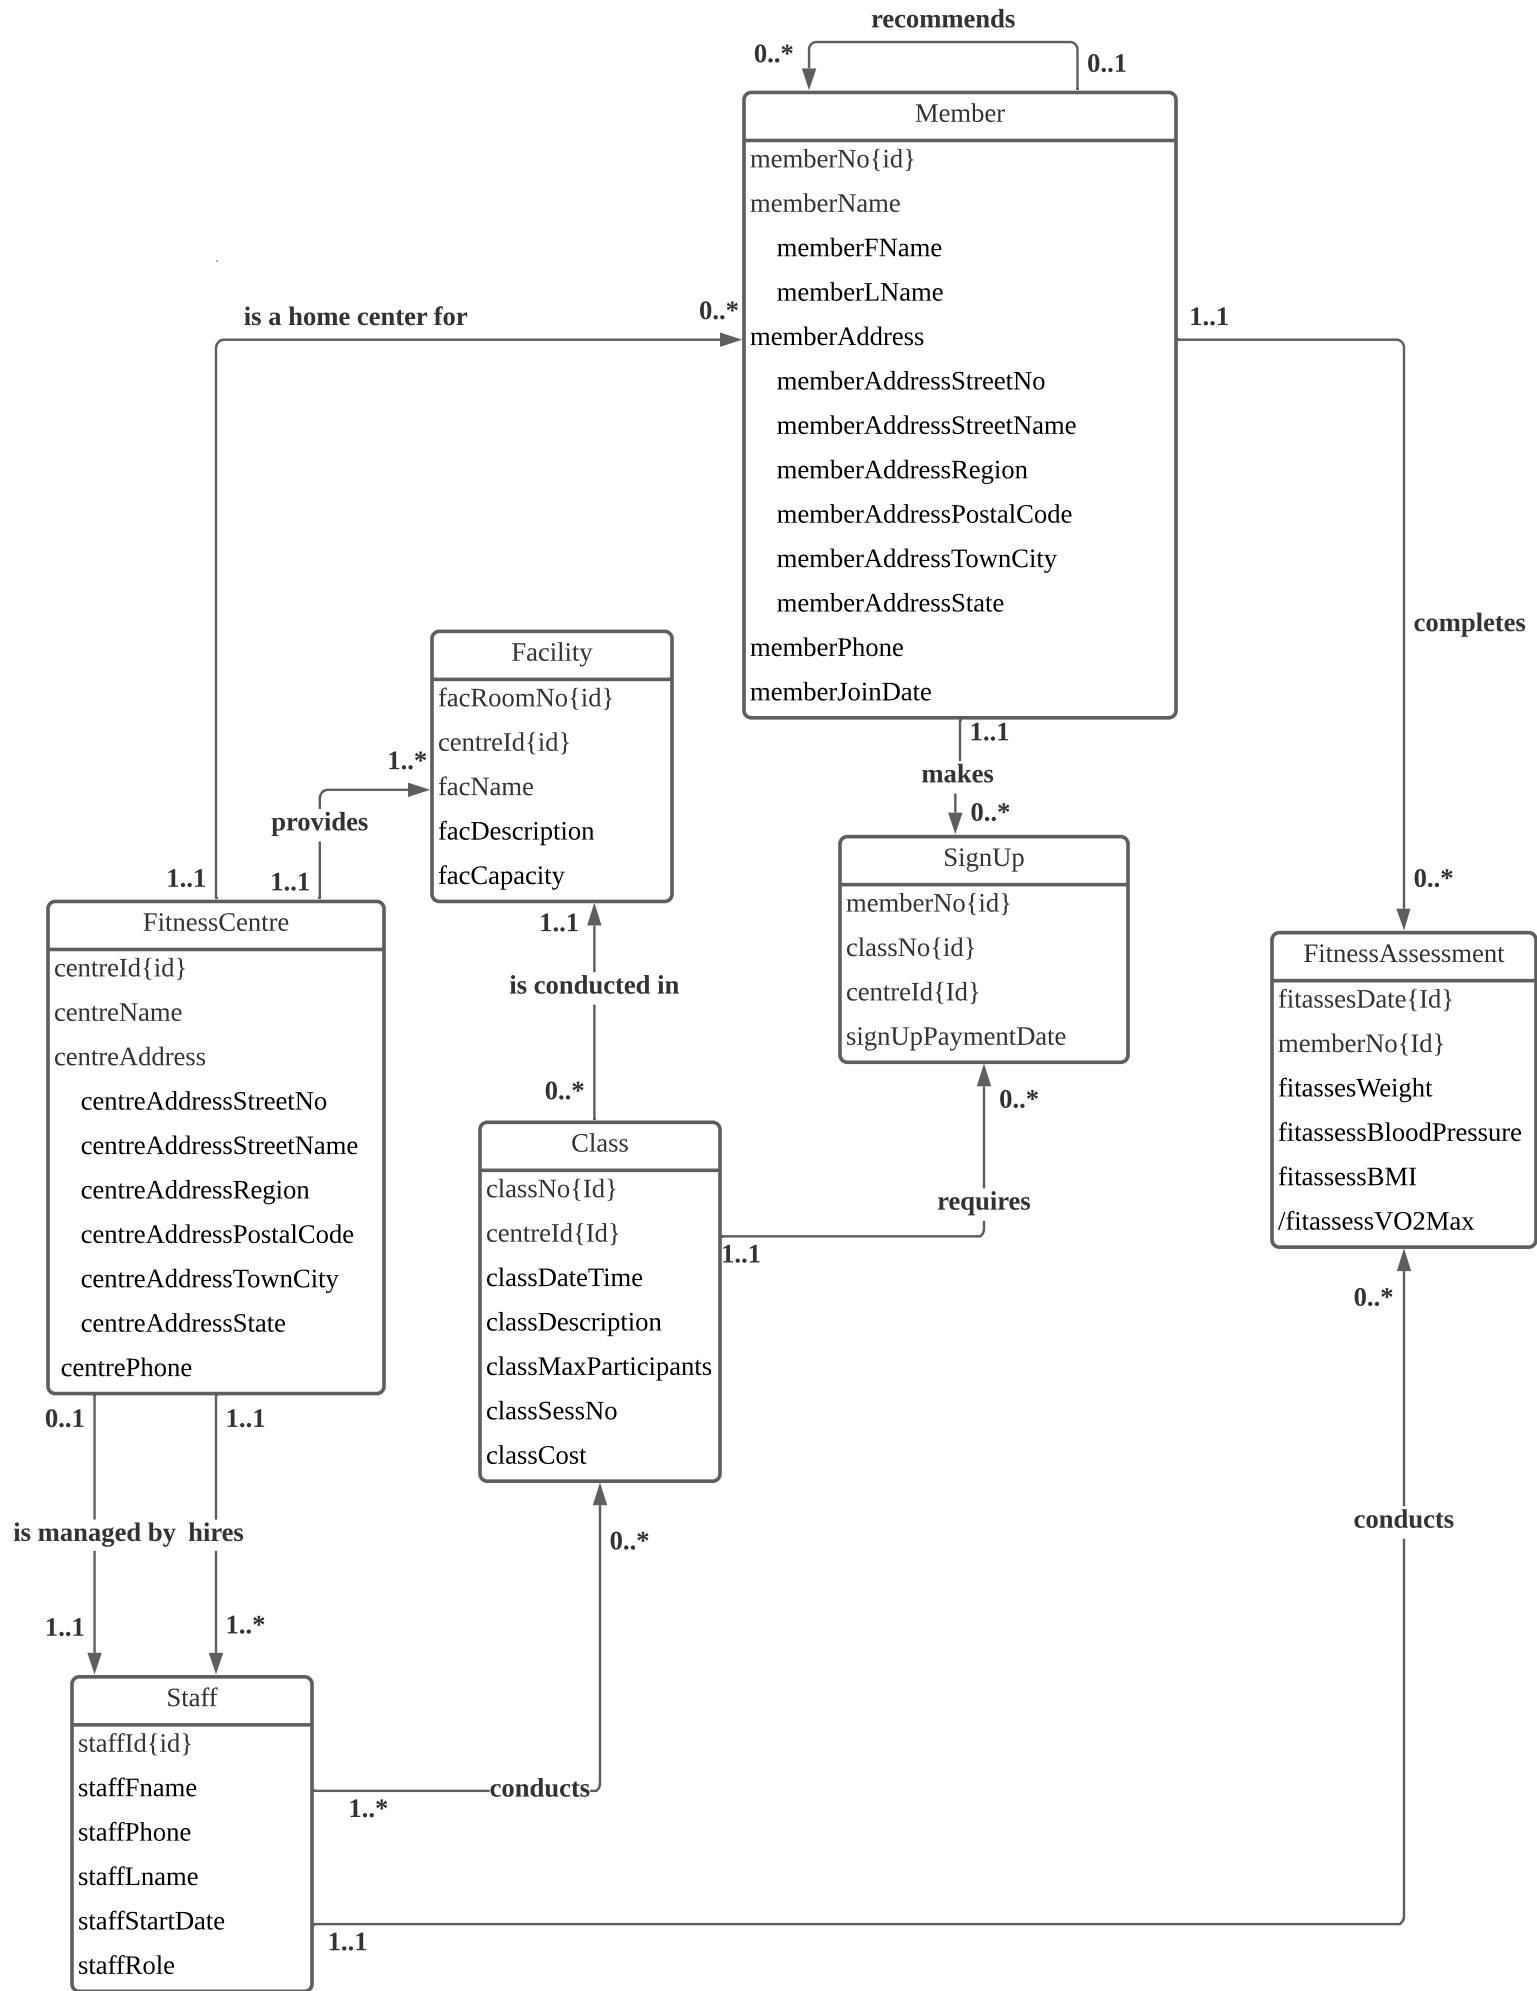 recommends
0..*
0..1
Member
memberNo{id}
memberName
memberFName
memberLName
memberAddress
memberAddressStreetNo
memberAddressStreetName
memberAddressRegion
memberAddressPostalCode
memberAddressTownCity
memberAddressState
memberPhone
memberJoinDate
is a home center for
0..*
1..1
completes
Facility
facRoomNo{id}
centreId{id}
facName
facDescription
facCapacity
1..*
provides
1..1
1..1
1..1
makes
0..*
SignUp
memberNo{id}
classNo{id}
centreId{Id}
signUpPaymentDate
0..*
0..*
FitnessAssessment
fitassesDate{Id}
memberNo{Id}
fitassesWeight
fitassessBloodPressure
fitassessBMI
/fitassessVO2Max
0..*
FitnessCentre
centreId{id}
centreName
centreAddress
centreAddressStreetNo
centreAddressStreetName
centreAddressRegion
centreAddressPostalCode
centreAddressTownCity
centreAddressState
centrePhone
1..1
is conducted in
0..*
Class
classNo{Id}
centreId{Id}
classDateTime
classDescription
classMaxParticipants
classSessNo
classCost
requires
1..1
0..1
1..1
is managed by
hires
1..1
1..*
0..*
conducts
Staff
staffId{id}
staffFname
staffPhone
staffLname
staffStartDate
staffRole
1..*
conducts
1..1